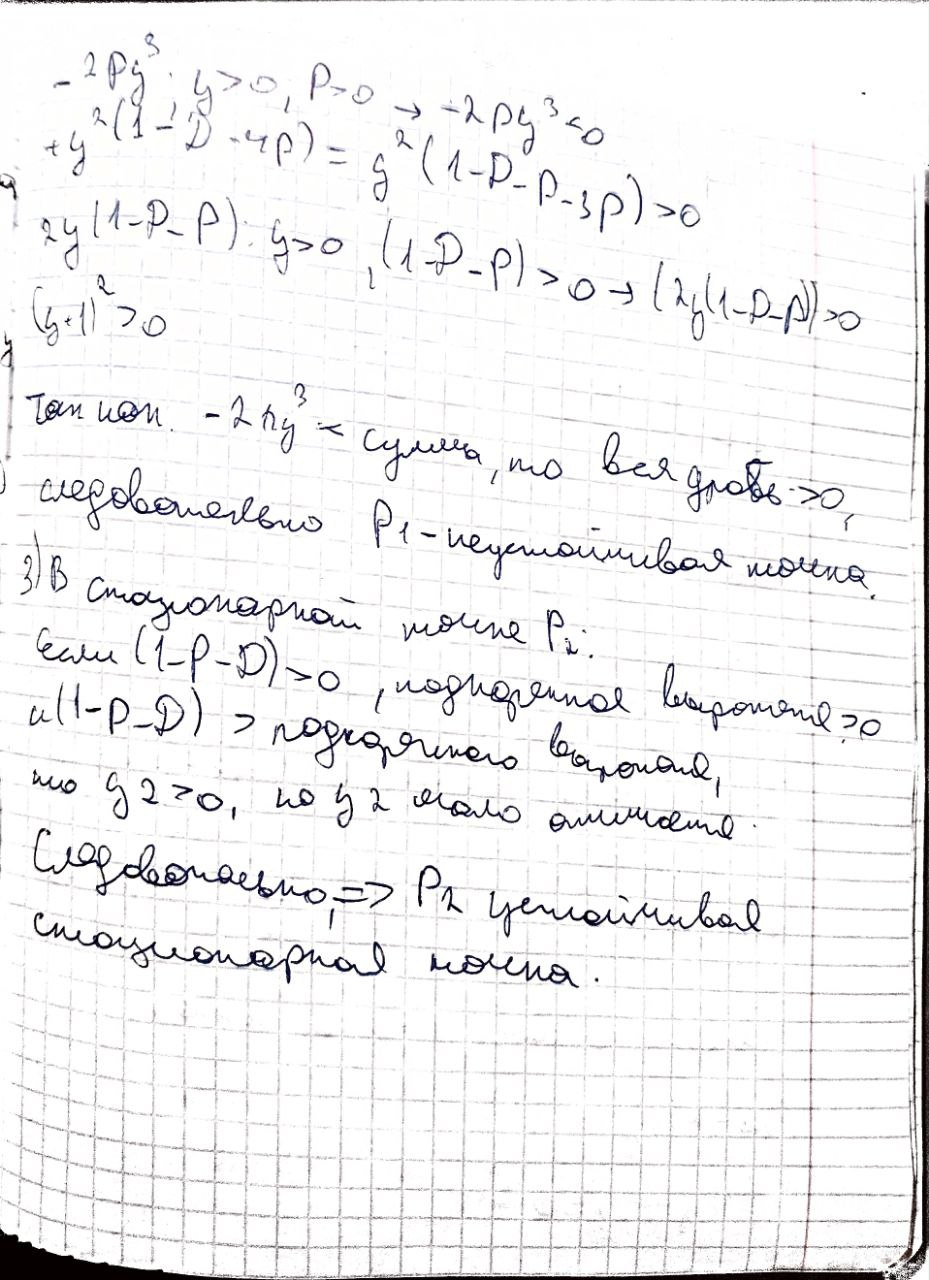 -2py³: y>0, p>0 → -2py³<0
+y²(1-D-4p) = y²(1-D-p-3p)>0
2y(1-D-p): y>0, (1-D-p)>0 → (2y(1-D-p))>0
(y+1)²>0
Так как. -2py³ < сумма, то вся дробь >0,
следовательно P1 - неустойчивая точка.
3) В стационарной точке P2:
Если (1-p-D)>0, подкоренное выражение >0
и (1-p-D) > подкоренного выражения,
то y2>0, но y2 мало отличается.
Следовательно, => P2 устойчивая
стационарная точка.